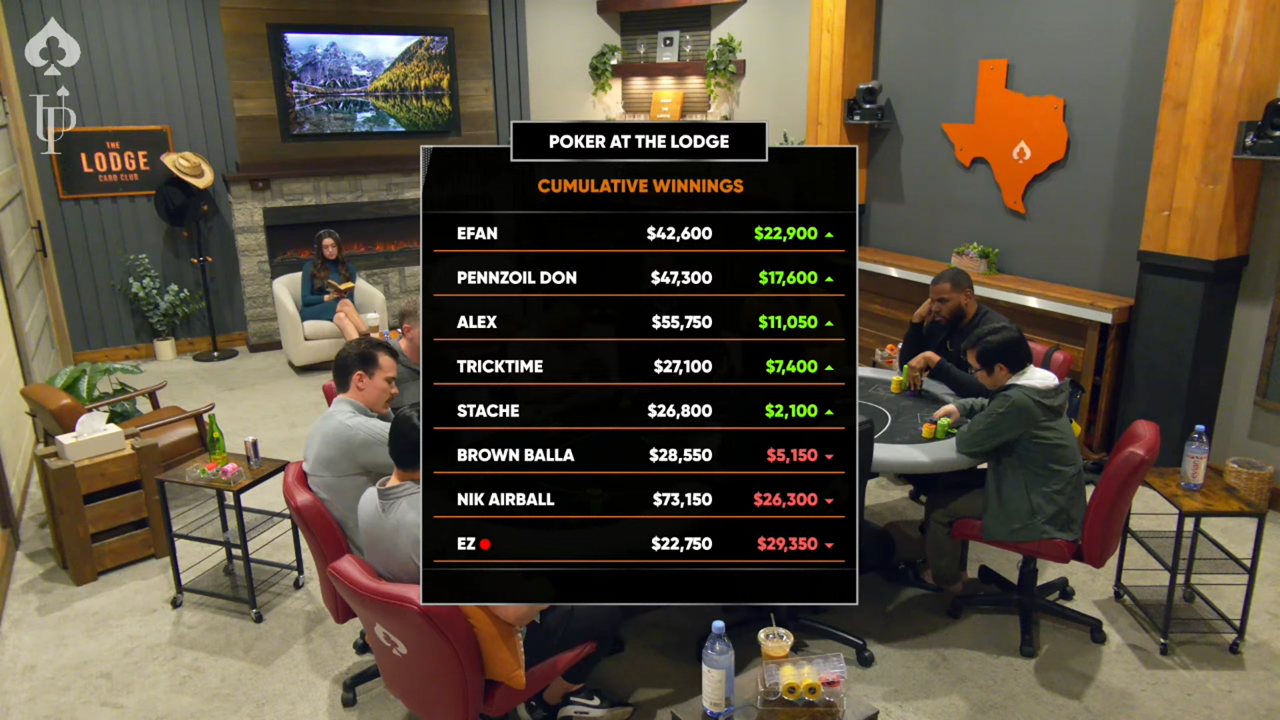 UP
THE
LODGE
CARD CLUB
POKER AT THE LODGE
CUMULATIVE WINNINGS
EFAN $42,600 $22,900
PENNZOIL DON $47,300 $17,600
ALEX $55,750 $11,050
TRICKTIME $27,100 $7,400
STACHE $26,800 $2,100
BROWN BALLA $28,550 $5,150
NIK AIRBALL $73,150 $26,300
EZ $22,750 $29,350
evian